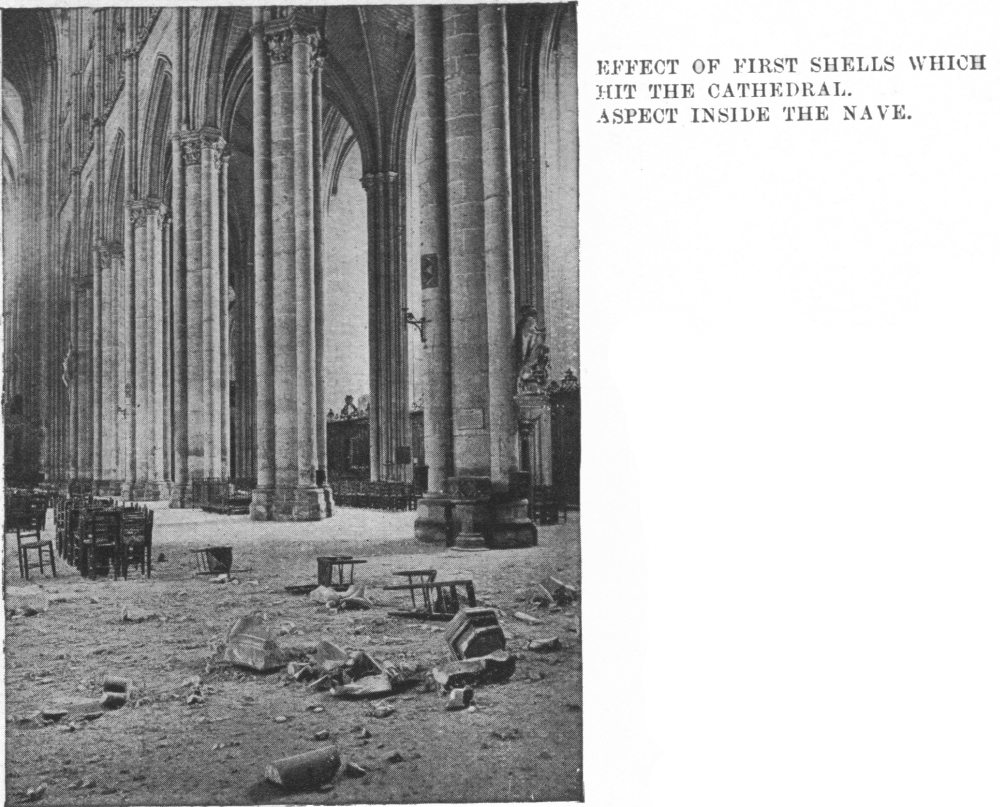 EFFECT OF FIRST SHELLS WHICH
HIT THE CATHEDRAL.
ASPECT INSIDE THE NAVE.